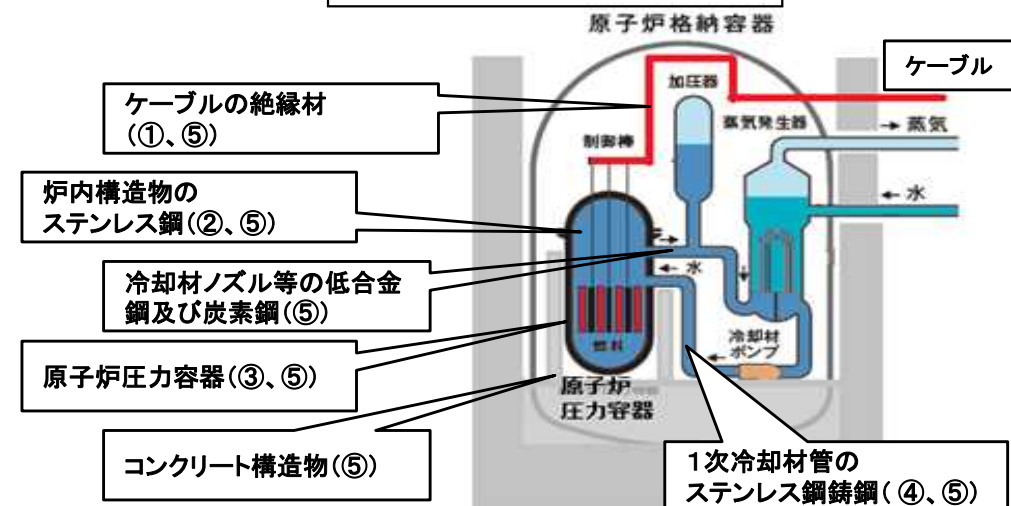 原子炉格納容器
ケーブル
加圧器
ケーブルの絶縁材
(①、⑤)
蒸気発生器
→ 蒸気
制御棒
炉内構造物の
ステンレス鋼(②、⑤)
← 水
冷却材ノズル等の低合金
鋼及び炭素鋼(⑤)
← 水
冷却材
ポンプ
燃料
原子炉圧力容器(③、⑤)
原子炉
圧力容器
コンクリート構造物(⑤)
1次冷却材管の
ステンレス鋼鋳鋼(④、⑤)